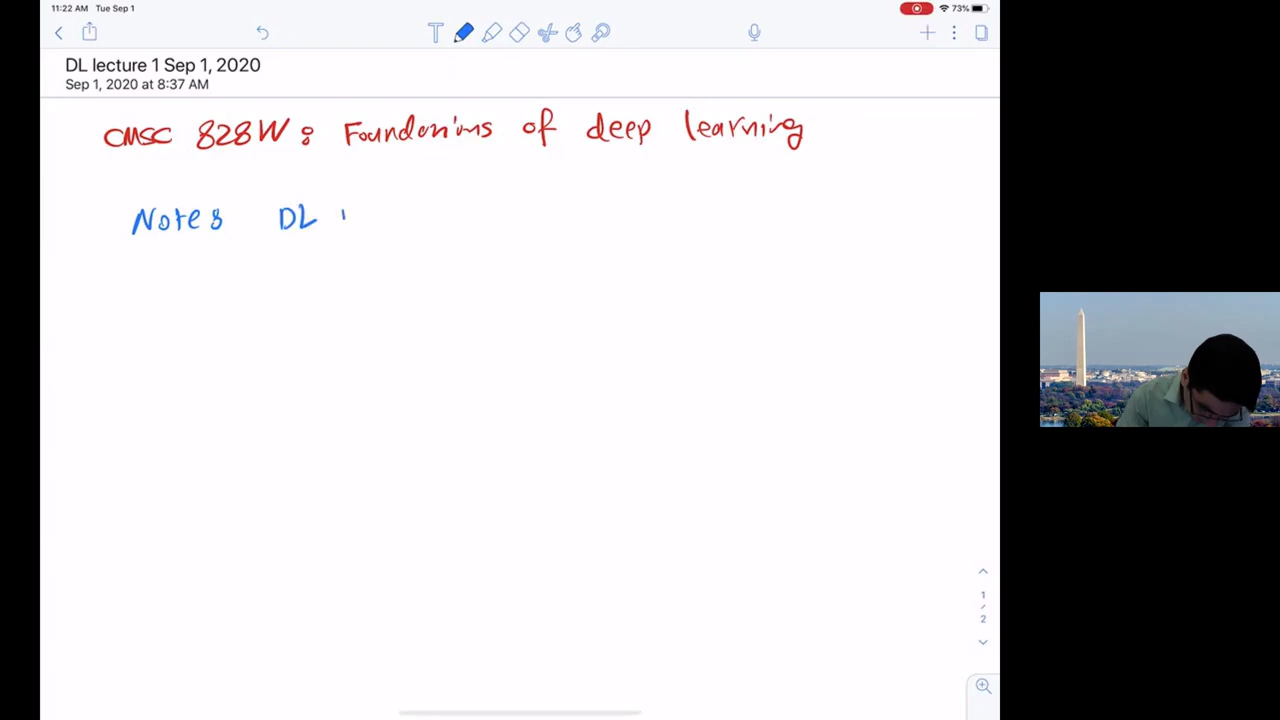 11:22 AM Tue Sep 1
73%
DL lecture 1 Sep 1, 2020
Sep 1, 2020 at 8:37 AM
CMSC 828W: Foundations of deep learning
Notes DL
1
/
2